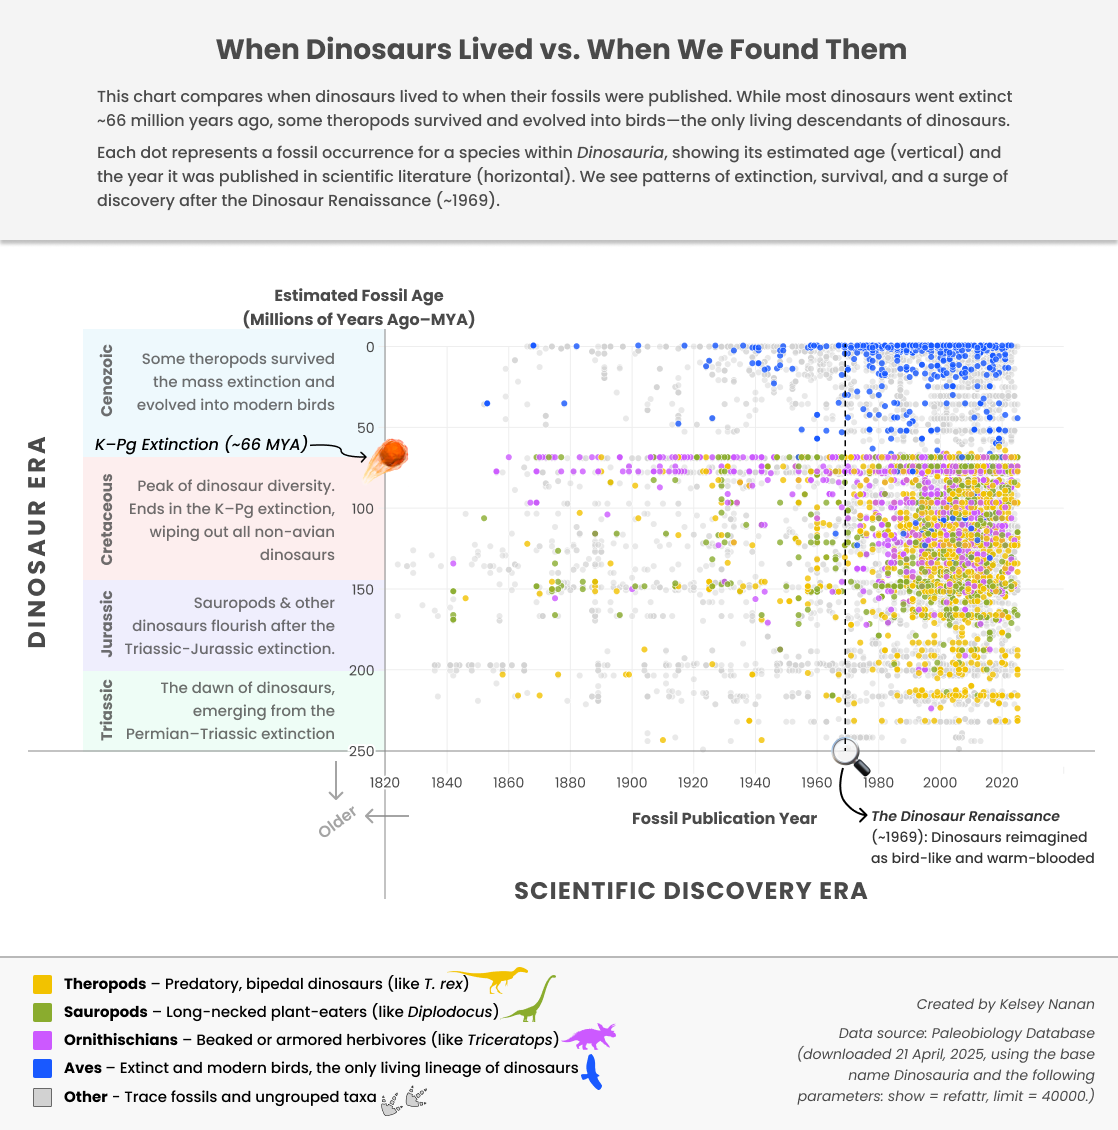 When Dinosaurs Lived vs. When We Found Them
This chart compares when dinosaurs lived to when their fossils were published. While most dinosaurs went extinct
~66 million years ago, some theropods survived and evolved into birds—the only living descendants of dinosaurs.
Each dot represents a fossil occurrence for a species within Dinosauria, showing its estimated age (vertical) and
the year it was published in scientific literature (horizontal). We see patterns of extinction, survival, and a surge of
discovery after the Dinosaur Renaissance (~1969).
Estimated Fossil Age
(Millions of Years Ago–MYA)
DINOSAUR ERA
Cenozoic
Some theropods survived
the mass extinction and
evolved into modern birds
K–Pg Extinction (~66 MYA)
Cretaceous
Peak of dinosaur diversity.
Ends in the K–Pg extinction,
wiping out all non-avian
dinosaurs
Jurassic
Sauropods & other
dinosaurs flourish after the
Triassic-Jurassic extinction.
Triassic
The dawn of dinosaurs,
emerging from the
Permian–Triassic extinction
0
50
100
150
200
250
1820 1840 1860 1880 1900 1920 1940 1960 1980 2000 2020
Older
Fossil Publication Year
The Dinosaur Renaissance
(~1969): Dinosaurs reimagined
as bird-like and warm-blooded
SCIENTIFIC DISCOVERY ERA
Theropods – Predatory, bipedal dinosaurs (like T. rex)
Sauropods – Long-necked plant-eaters (like Diplodocus)
Ornithischians – Beaked or armored herbivores (like Triceratops)
Aves – Extinct and modern birds, the only living lineage of dinosaurs
Other - Trace fossils and ungrouped taxa
Created by Kelsey Nanan
Data source: Paleobiology Database
(downloaded 21 April, 2025, using the base
name Dinosauria and the following
parameters: show = refattr, limit = 40000.)